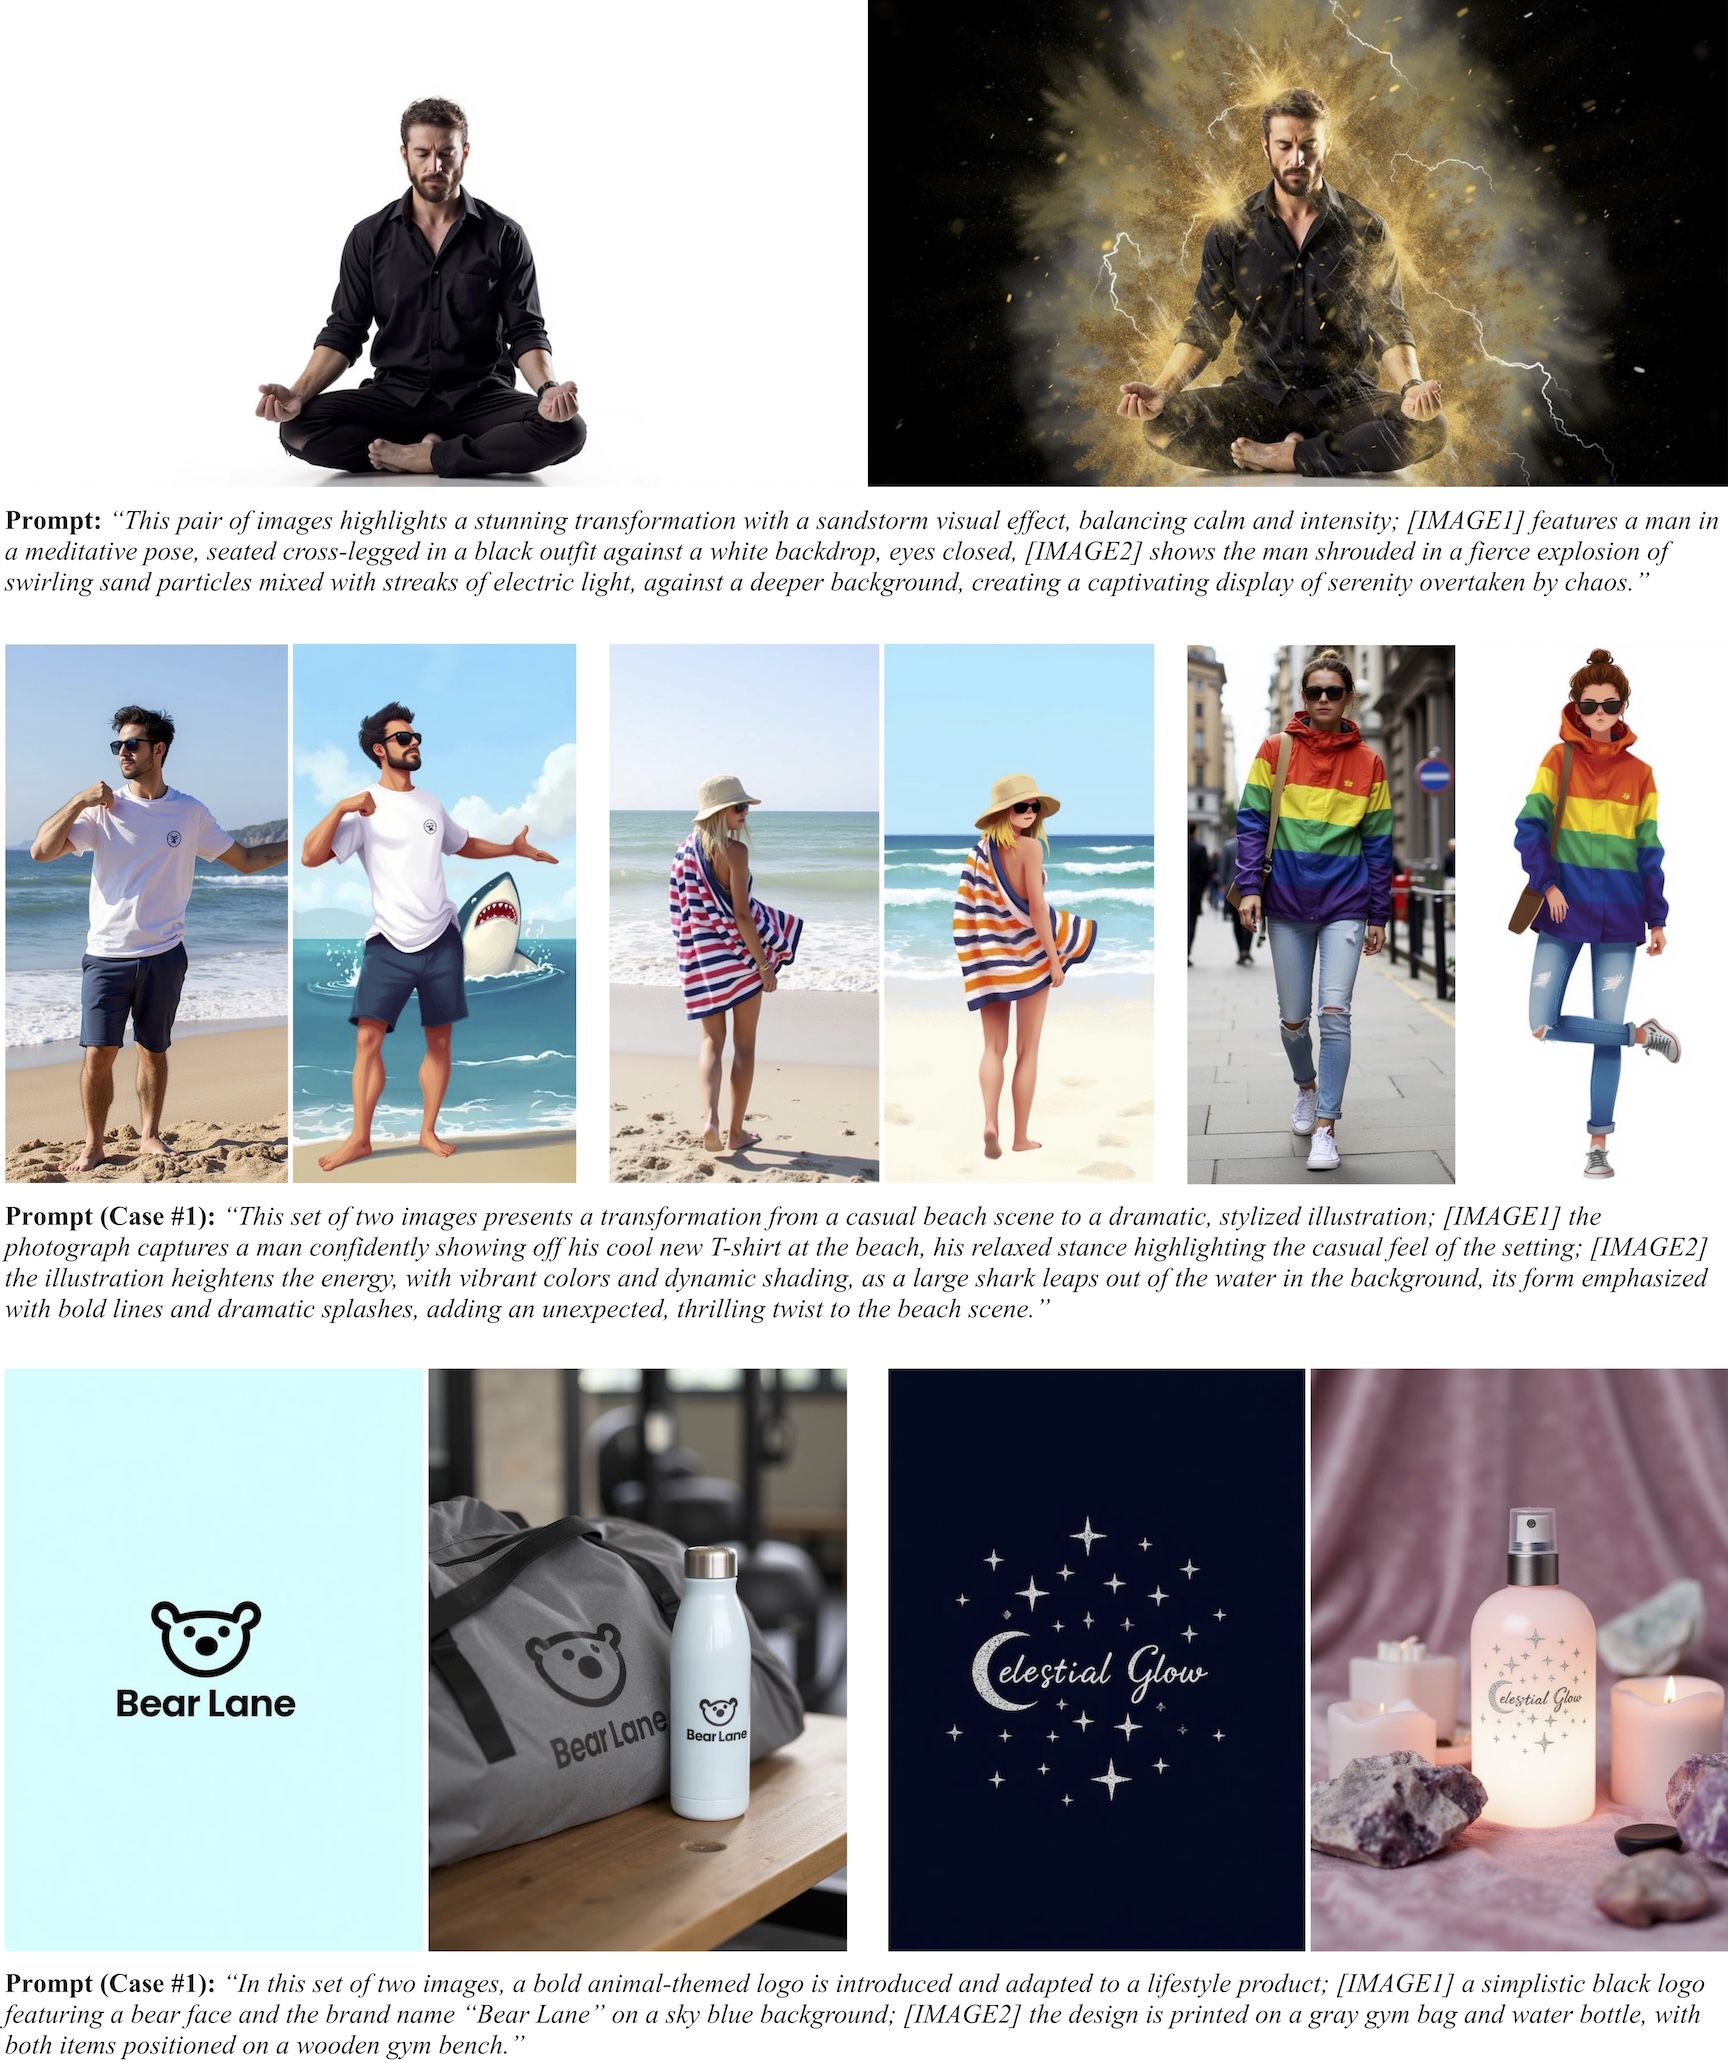 Prompt: “This pair of images highlights a stunning transformation with a sandstorm visual effect, balancing calm and intensity; [IMAGE1] features a man in
a meditative pose, seated cross-legged in a black outfit against a white backdrop, eyes closed, [IMAGE2] shows the man shrouded in a fierce explosion of
swirling sand particles mixed with streaks of electric light, against a deeper background, creating a captivating display of serenity overtaken by chaos.”
Prompt (Case #1): “This set of two images presents a transformation from a casual beach scene to a dramatic, stylized illustration; [IMAGE1] the
photograph captures a man confidently showing off his cool new T-shirt at the beach, his relaxed stance highlighting the casual feel of the setting; [IMAGE2]
the illustration heightens the energy, with vibrant colors and dynamic shading, as a large shark leaps out of the water in the background, its form emphasized
with bold lines and dramatic splashes, adding an unexpected, thrilling twist to the beach scene.”
Bear Lane
Bear Lane
Bear Lane
Celestial Glow
Celestial Glow
Prompt (Case #1): “In this set of two images, a bold animal-themed logo is introduced and adapted to a lifestyle product; [IMAGE1] a simplistic black logo
featuring a bear face and the brand name “Bear Lane” on a sky blue background; [IMAGE2] the design is printed on a gray gym bag and water bottle, with
both items positioned on a wooden gym bench.”